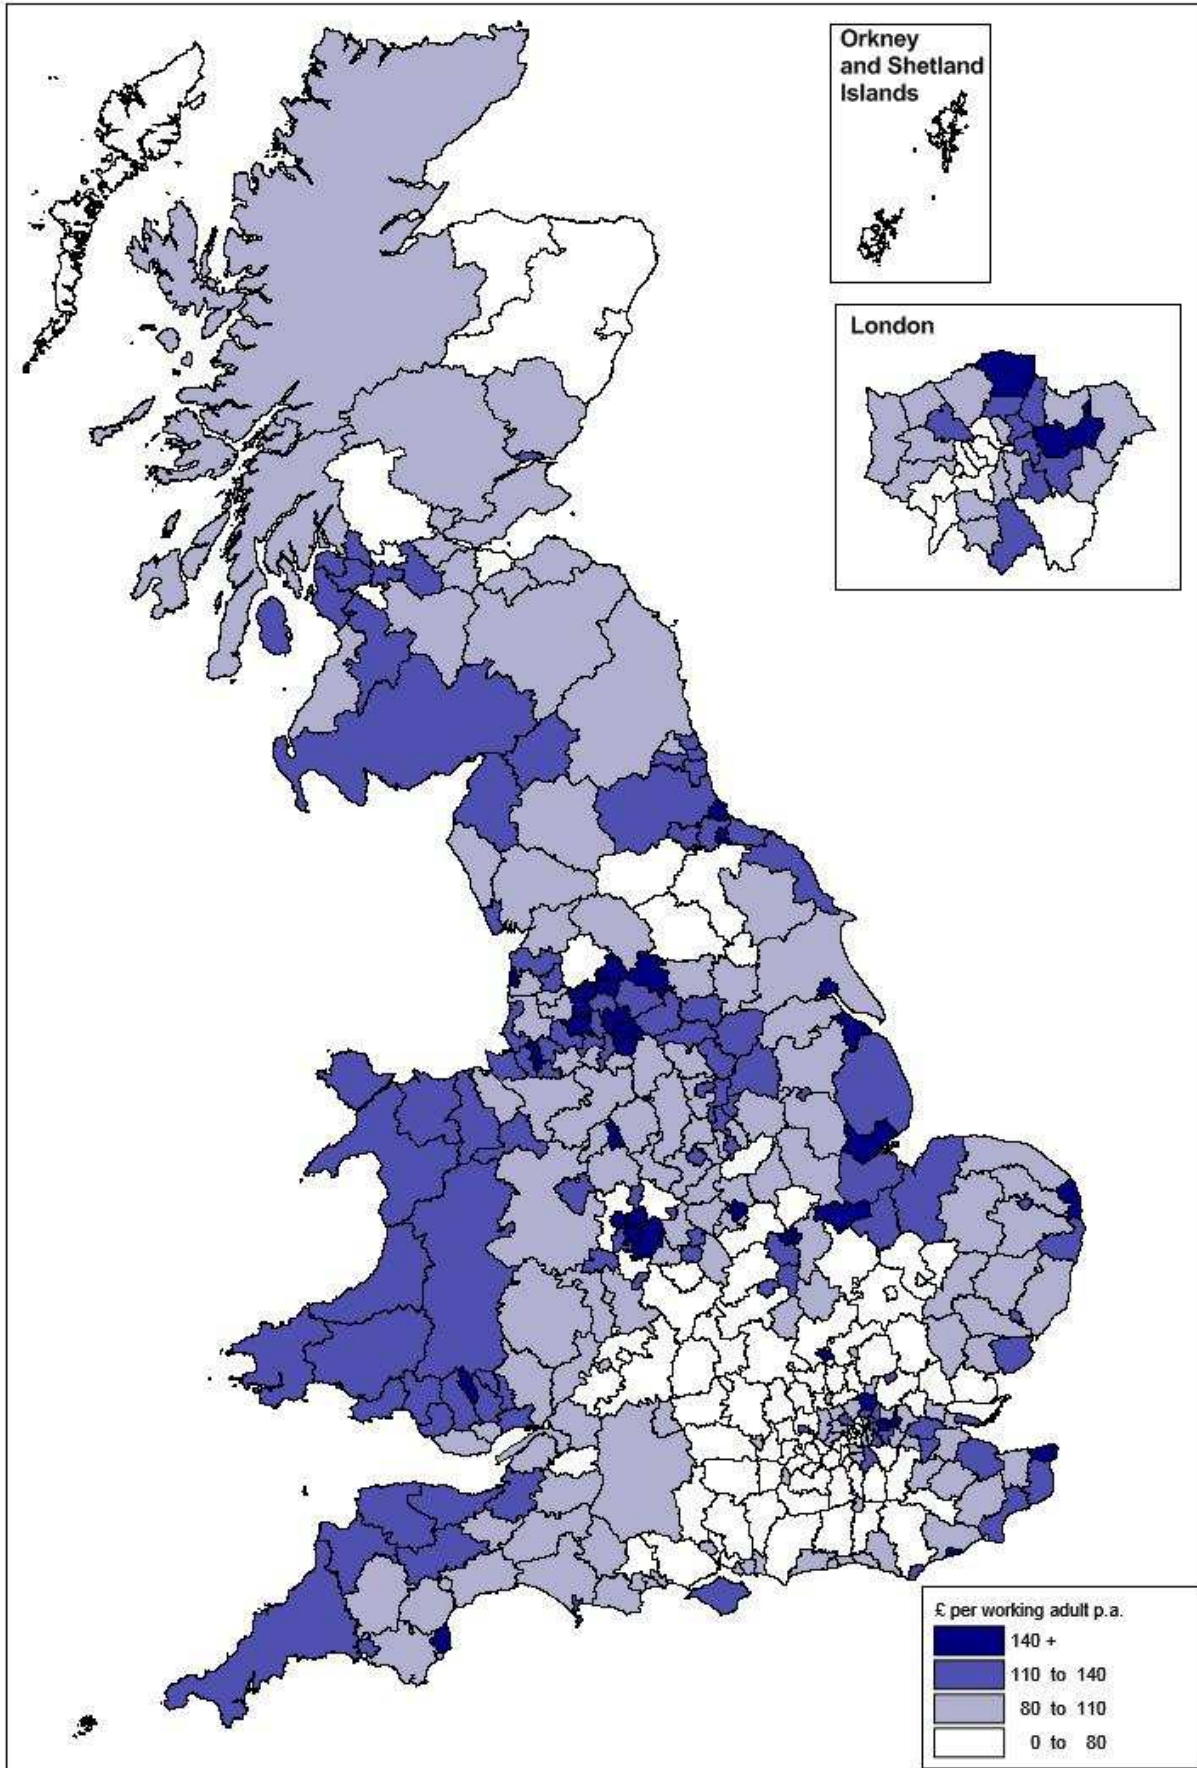 Orkney
and Shetland
Islands
London
£ per working adult p.a.
140 +
110 to 140
80 to 110
0 to 80